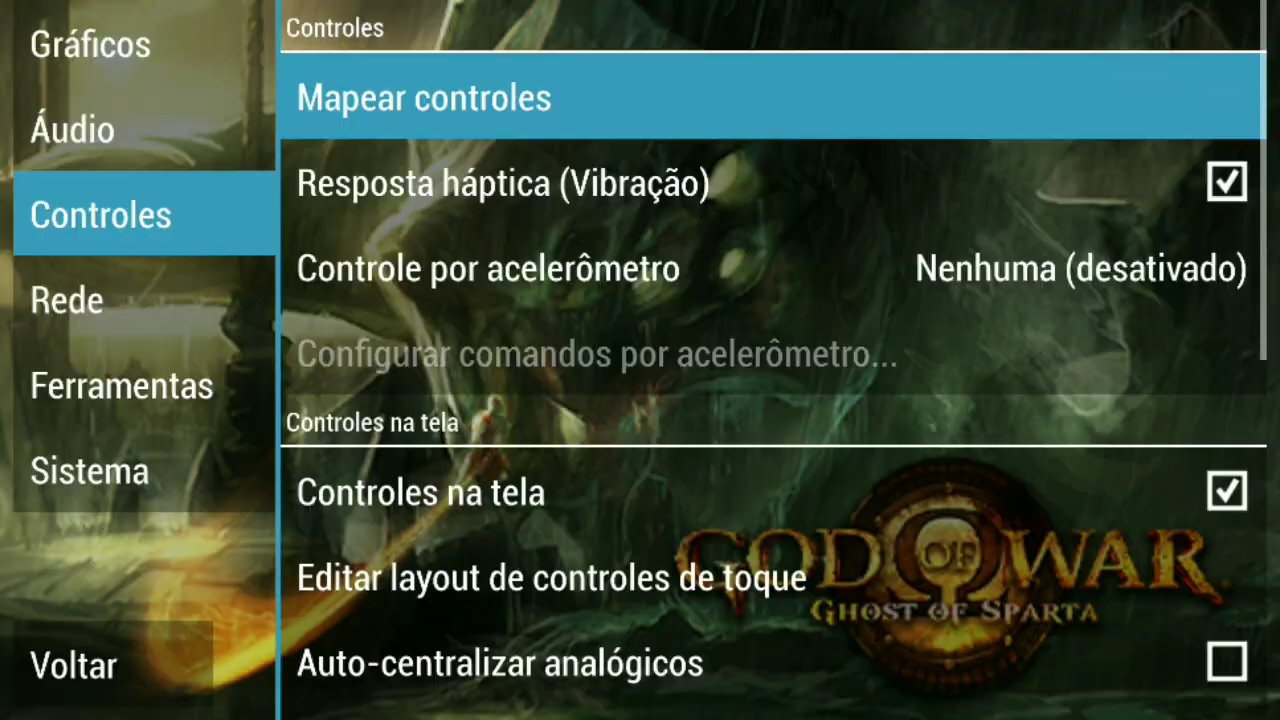 Gráficos
Áudio
Controles
Rede
Ferramentas
Sistema
Voltar
Controles
Mapear controles
Resposta háptica (Vibração)
Controle por acelerômetro Nenhuma (desativado)
Configurar comandos por acelerômetro...
Controles na tela
Controles na tela
Editar layout de controles de toque
Auto-centralizar analógicos
GOD OF WAR
GHOST OF SPARTA